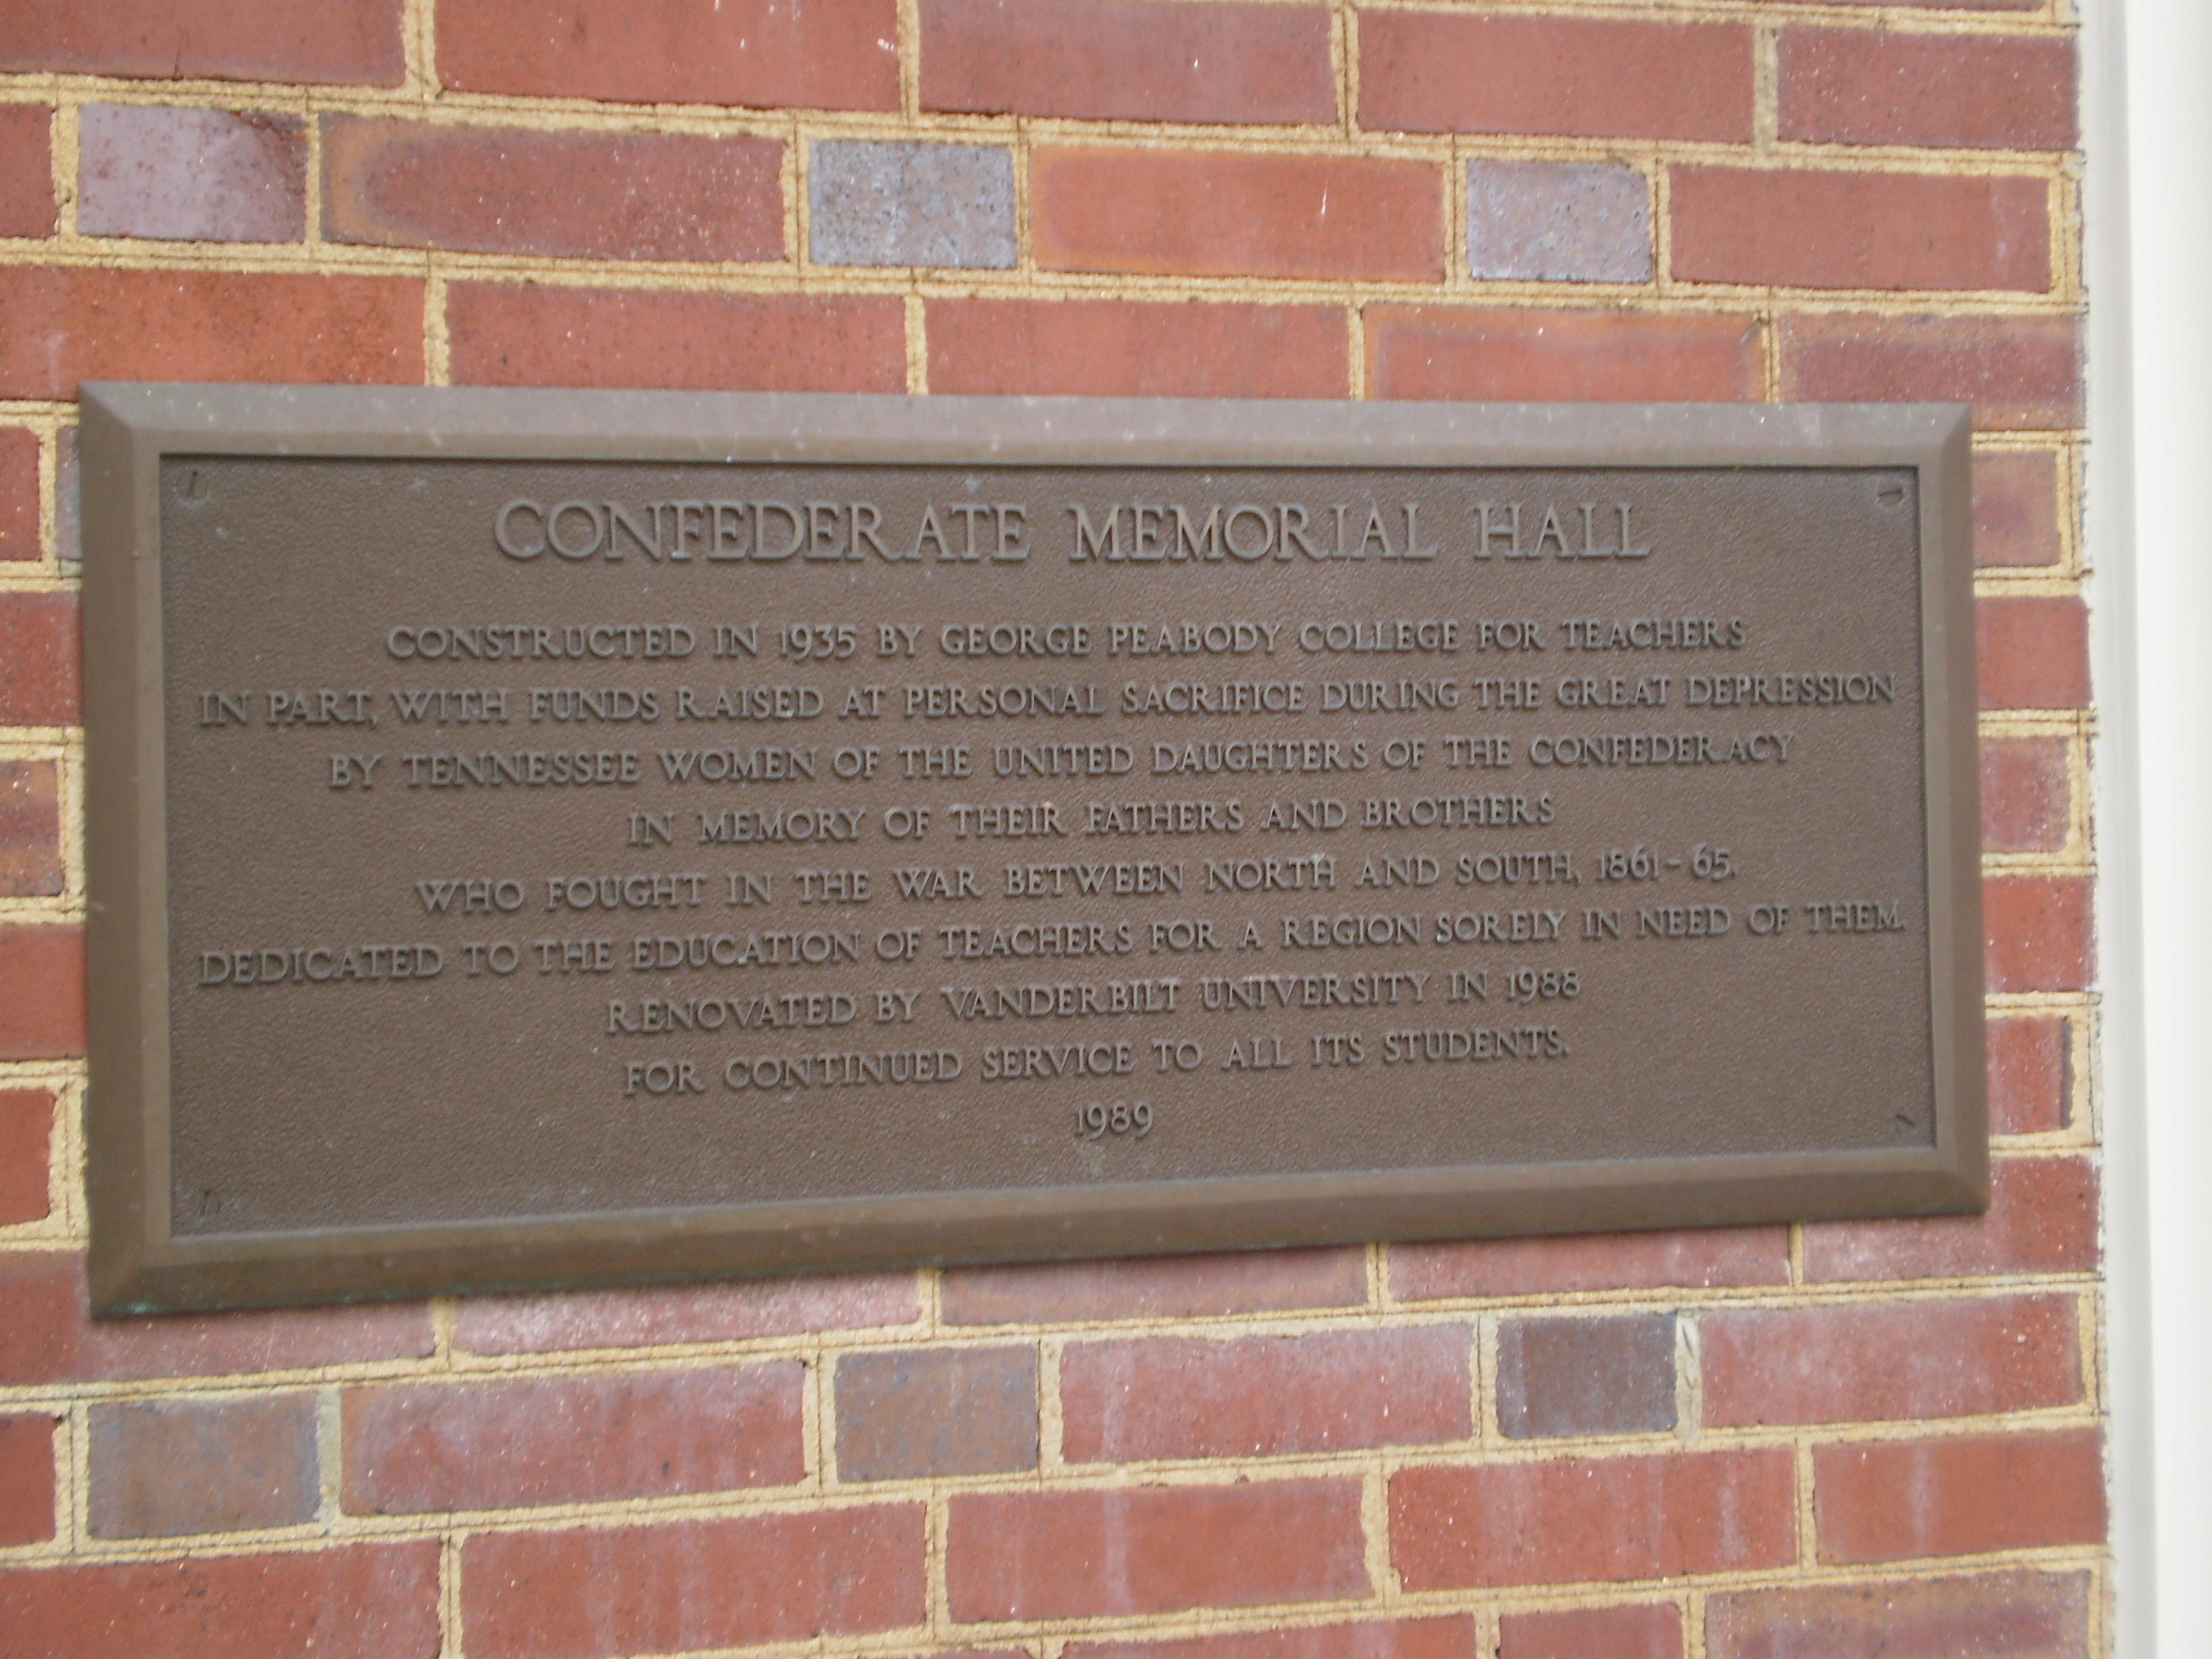 CONFEDERATE MEMORIAL HALL
CONSTRUCTED IN 1935 BY GEORGE PEABODY COLLEGE FOR TEACHERS
IN PART, WITH FUNDS RAISED AT PERSONAL SACRIFICE DURING THE GREAT DEPRESSION
BY TENNESSEE WOMEN OF THE UNITED DAUGHTERS OF THE CONFEDERACY
IN MEMORY OF THEIR FATHERS AND BROTHERS
WHO FOUGHT IN THE WAR BETWEEN NORTH AND SOUTH, 1861-65.
DEDICATED TO THE EDUCATION OF TEACHERS FOR A REGION SORELY IN NEED OF THEM.
RENOVATED BY VANDERBILT UNIVERSITY IN 1988
FOR CONTINUED SERVICE TO ALL ITS STUDENTS.
1989